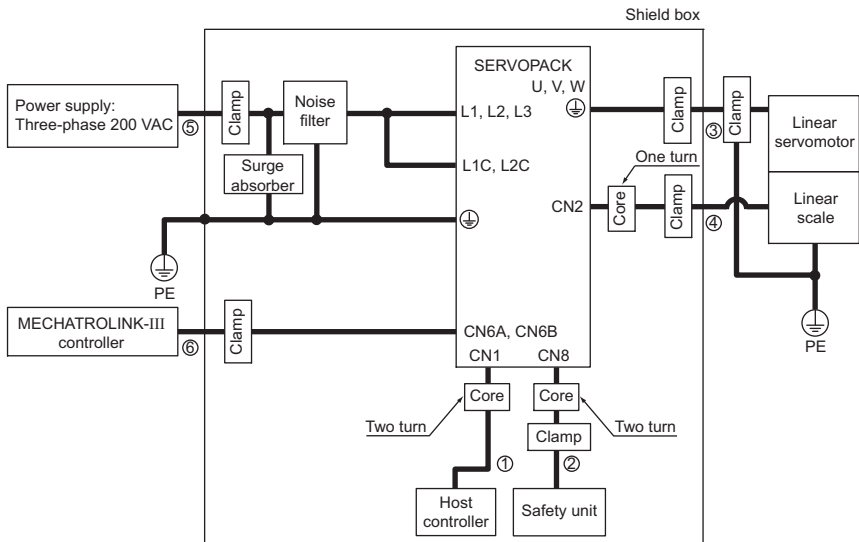 Shield box
SERVOPACK
U, V, W
Power supply:
Three-phase 200 VAC
⑤
Clamp
Noise
filter
L1, L2, L3
Clamp
③
Clamp
Linear
servomotor
Surge
absorber
L1C, L2C
One turn
CN2
Core
Clamp
④
Linear
scale
PE
MECHATROLINK-III
controller
⑥
Clamp
CN6A, CN6B
PE
CN1
CN8
Two turn
Core
Core
Two turn
Clamp
①
②
Host
controller
Safety unit